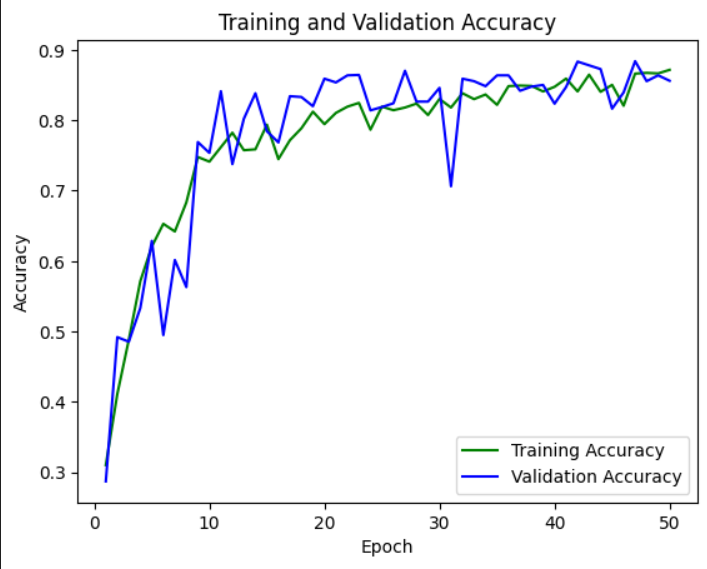 Training and Validation Accuracy
0.9
0.8
0.7
0.6
0.5
0.4
0.3
Accuracy
Training Accuracy
Validation Accuracy
0 10 20 30 40 50
Epoch